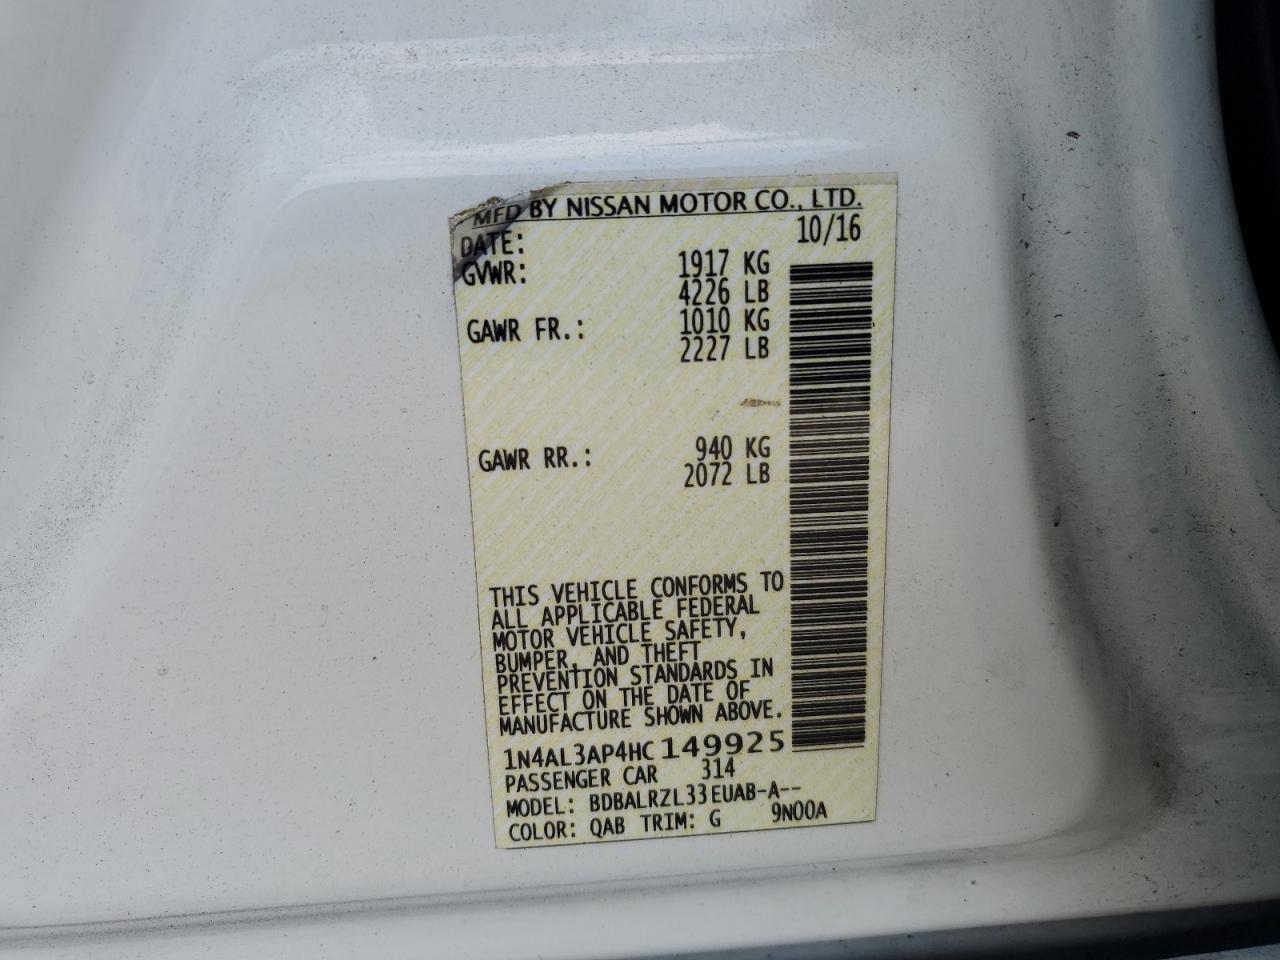 MFD BY NISSAN MOTOR CO., LTD.
DATE: 10/16
GVWR: 1917 KG
4226 LB
GAWR FR.: 1010 KG
2227 LB
GAWR RR.: 940 KG
2072 LB
THIS VEHICLE CONFORMS TO
ALL APPLICABLE FEDERAL
MOTOR VEHICLE SAFETY,
BUMPER, AND THEFT
PREVENTION STANDARDS IN
EFFECT ON THE DATE OF
MANUFACTURE SHOWN ABOVE.
1N4AL3AP4HC149925
PASSENGER CAR 314
MODEL: BDBALRZL33EUAB-A--
COLOR: QAB TRIM: G 9N00A